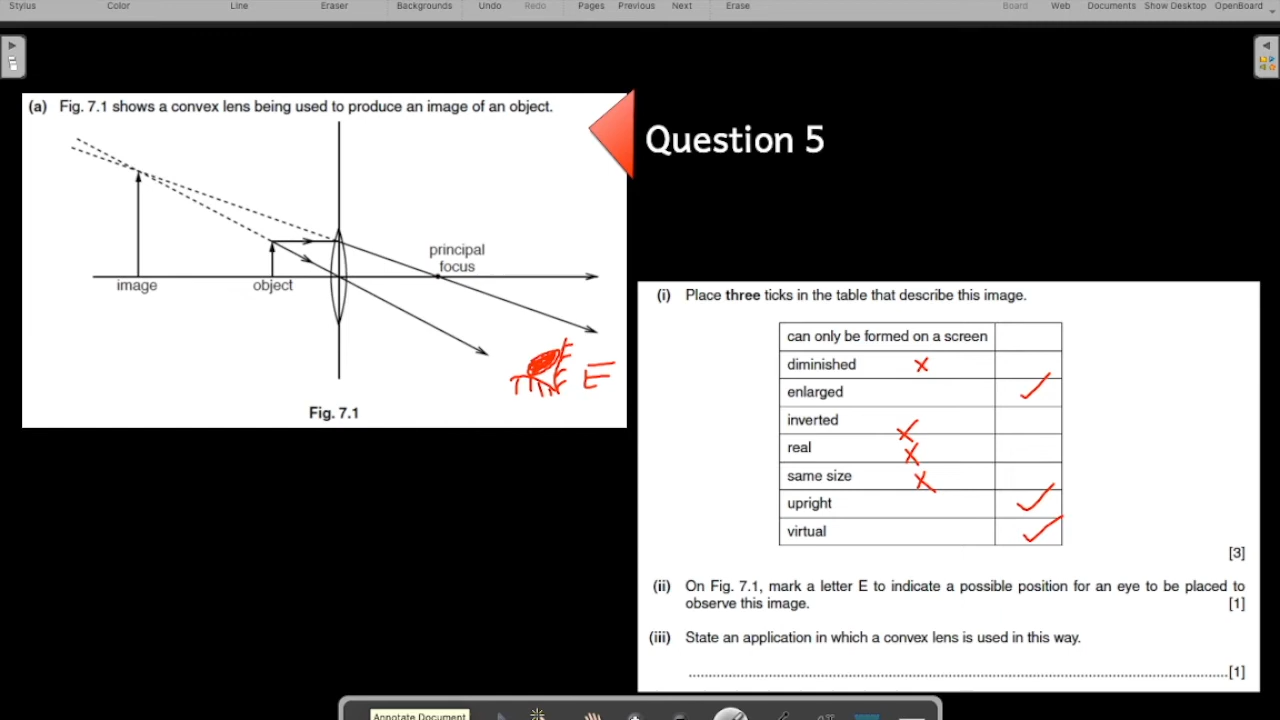 Stylus Color Line Eraser Backgrounds Undo Redo Pages Previous Next Erase Board Web Documents Show Desktop OpenBoard
(a) Fig. 7.1 shows a convex lens being used to produce an image of an object.
Question 5
principal
focus
image
object
E
Fig. 7.1
(i) Place three ticks in the table that describe this image.
can only be formed on a screen
diminished
enlarged
inverted
real
same size
upright
virtual
[3]
(ii) On Fig. 7.1, mark a letter E to indicate a possible position for an eye to be placed to
observe this image. [1]
(iii) State an application in which a convex lens is used in this way.
[1]
Annotate Document